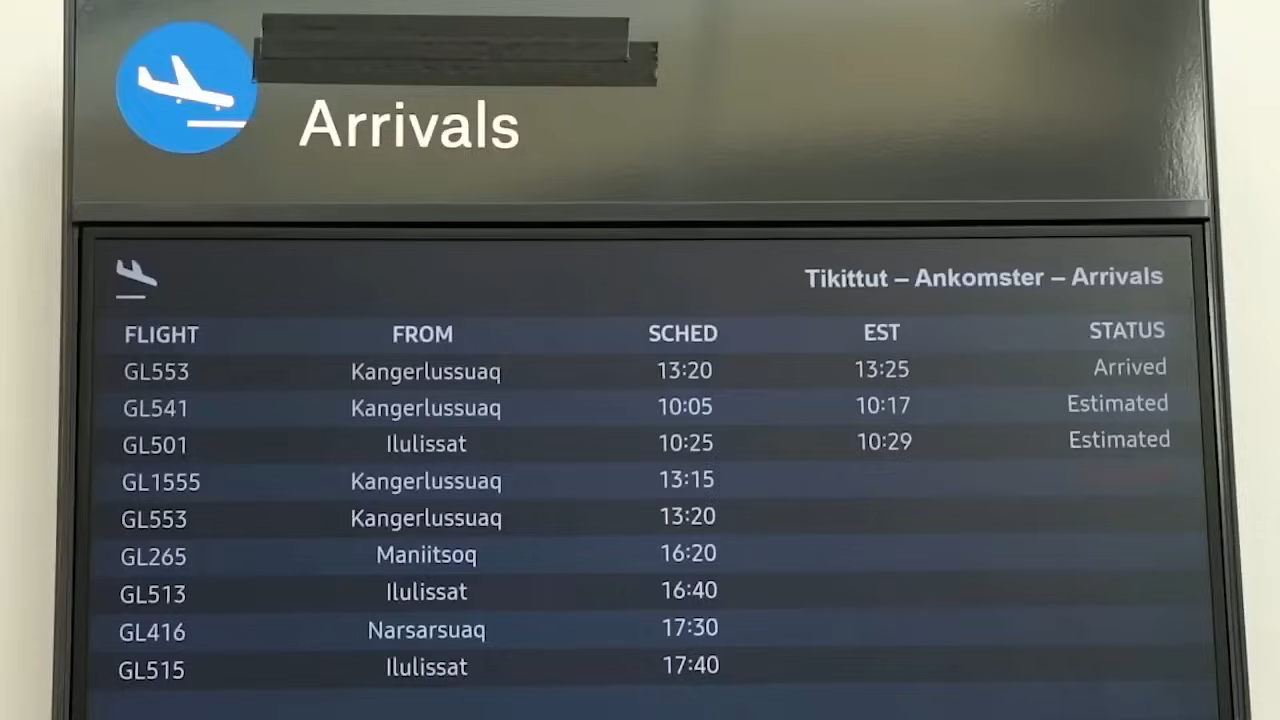 Arrivals
Tikittut – Ankomster – Arrivals
FLIGHT FROM SCHED EST STATUS
GL553 Kangerlussuaq 13:20 13:25 Arrived
GL541 Kangerlussuaq 10:05 10:17 Estimated
GL501 Ilulissat 10:25 10:29 Estimated
GL1555 Kangerlussuaq 13:15
GL553 Kangerlussuaq 13:20
GL265 Maniitsoq 16:20
GL513 Ilulissat 16:40
GL416 Narsarsuaq 17:30
GL515 Ilulissat 17:40